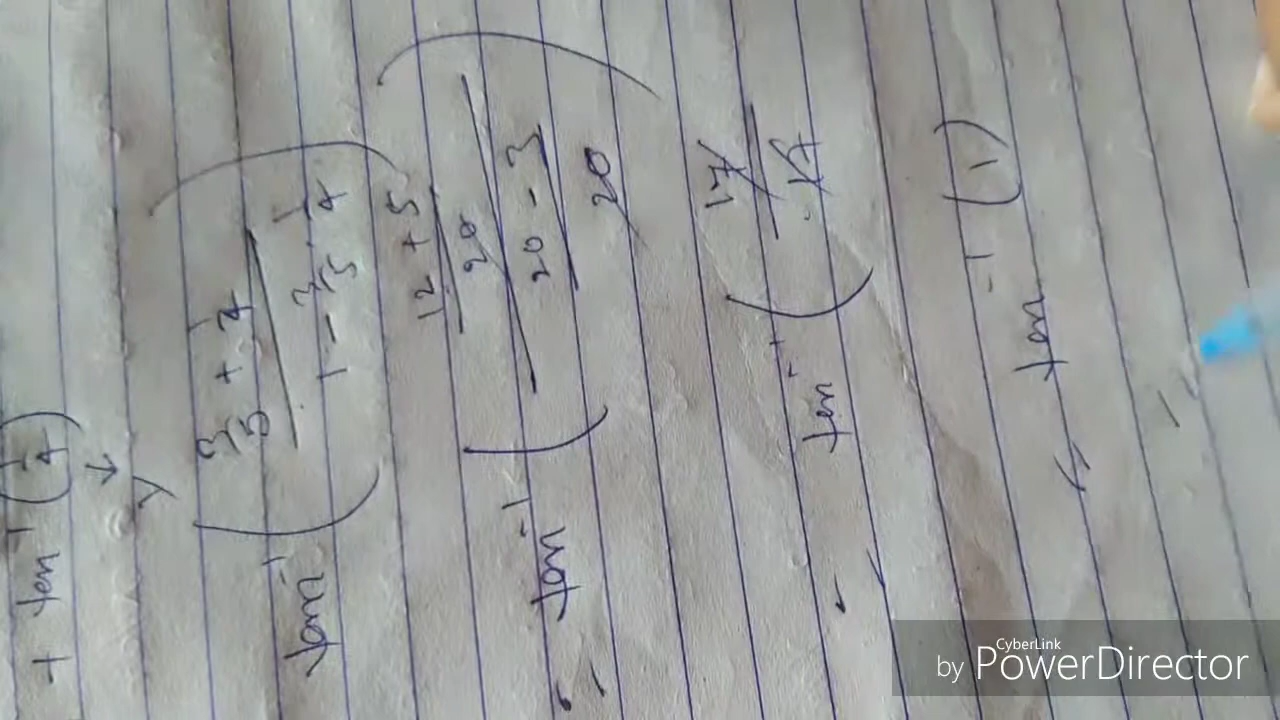 + tan⁻¹ (1/4)
y
tan⁻¹ ( (3/5 + 1/4) / (1 - 3/5 · 1/4) )
= tan⁻¹ ( ((12 + 5)/20) / ((20 - 3)/20) )
= tan⁻¹ ( 17/17 )
= tan⁻¹ (1)
=
by CyberLink PowerDirector